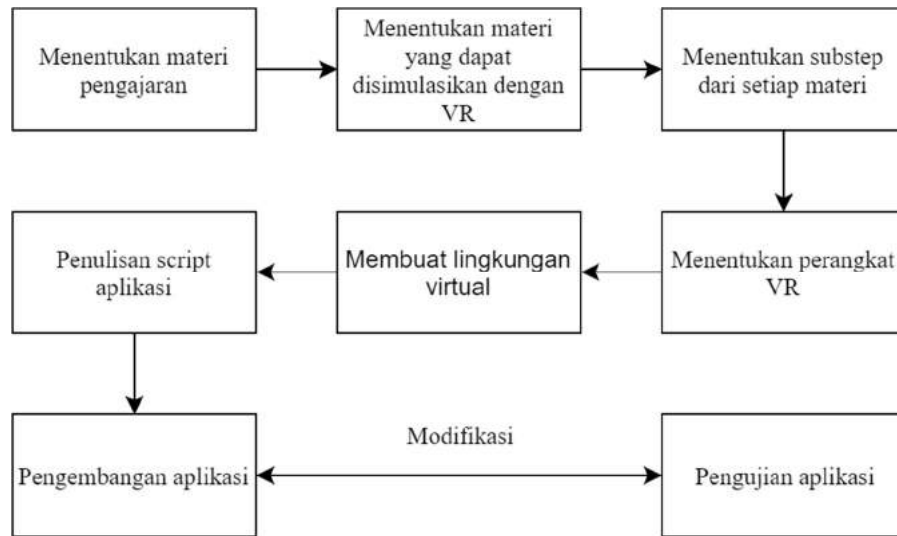 Menentukan materi
pengajaran
Menentukan materi
yang dapat
disimulasikan dengan
VR
Menentukan substep
dari setiap materi
Penulisan script
aplikasi
Membuat lingkungan
virtual
Menentukan perangkat
VR
Pengembangan aplikasi
Modifikasi
Pengujian aplikasi